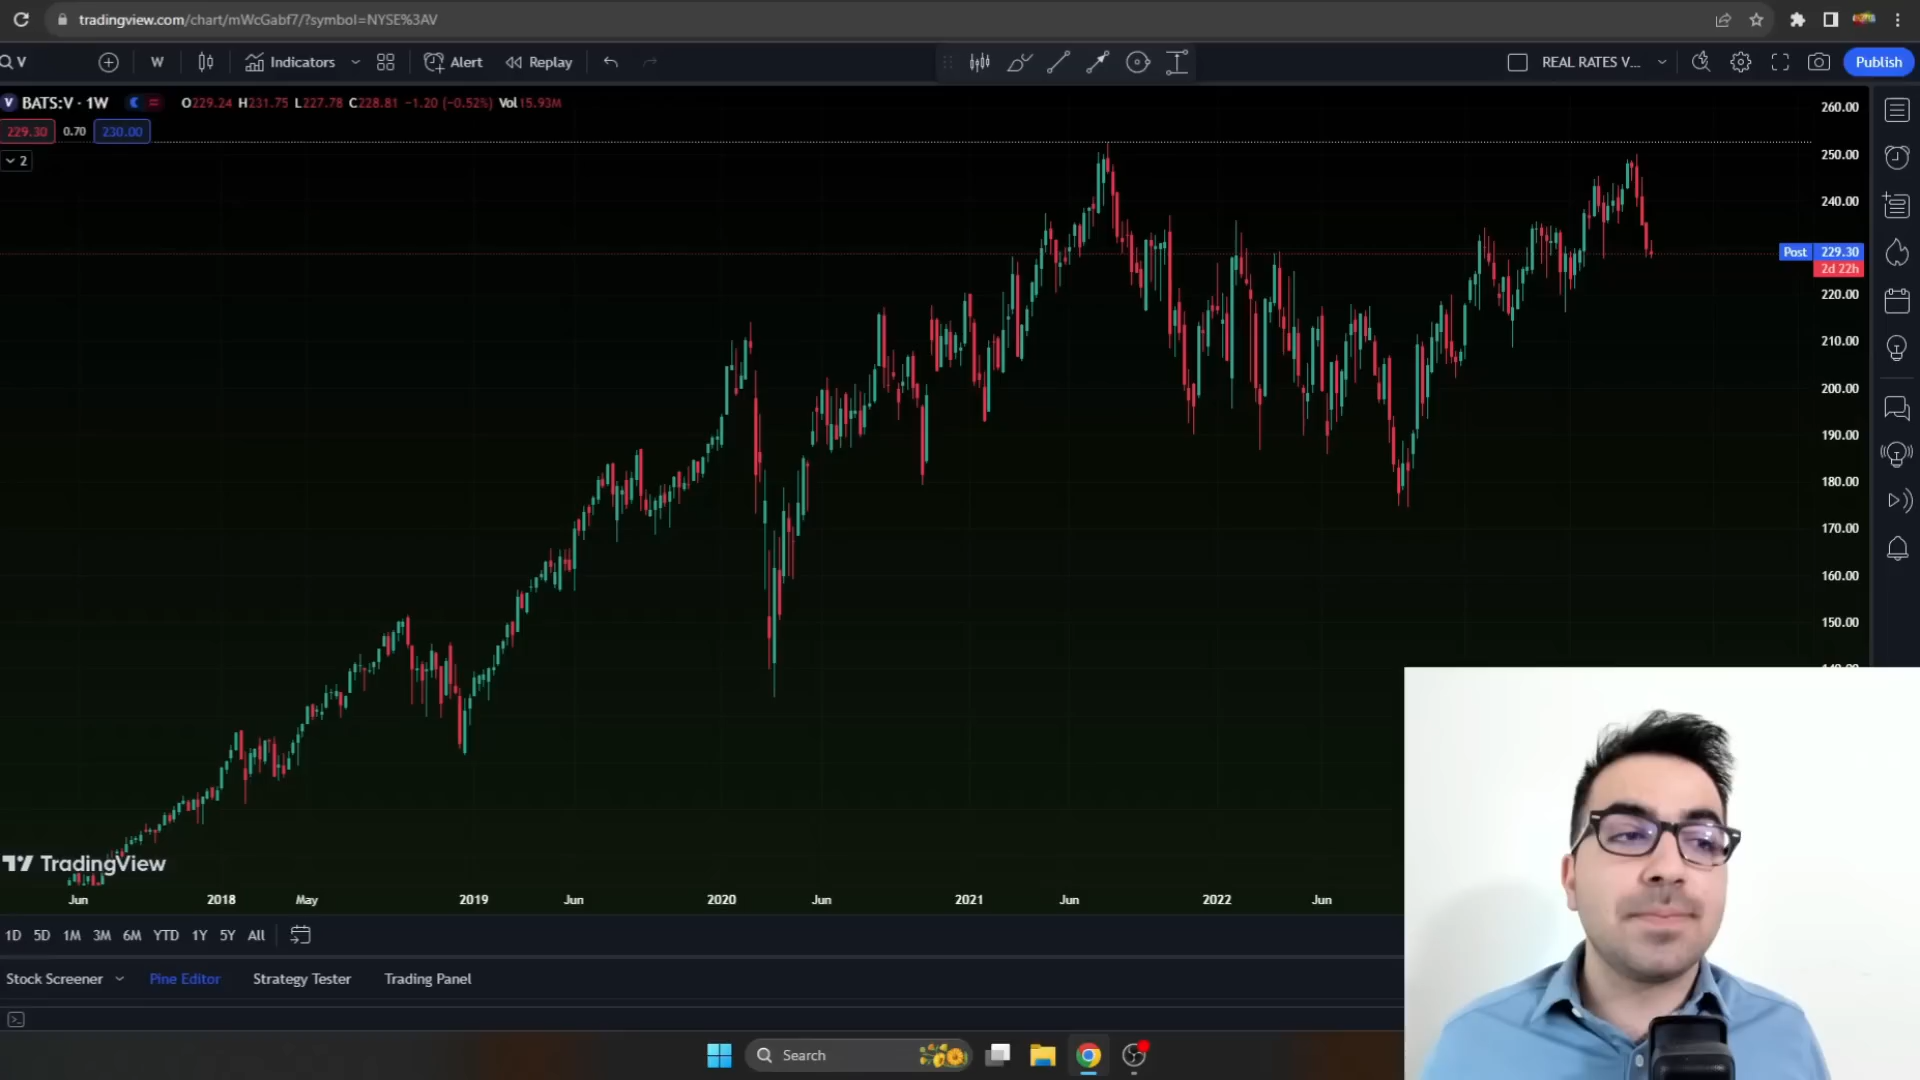 tradingview.com/chart/mWcGabf7/?symbol=NYSE%3AV
V W Indicators Alert Replay REAL RATES V... Publish
V BATS:V · 1W O229.24 H231.75 L227.78 C228.81 −1.20 (−0.52%) Vol15.93M
229.30 0.70 230.00
2
260.00
250.00
240.00
Post 229.30
2d 22h
220.00
210.00
200.00
190.00
180.00
170.00
160.00
150.00
TradingView
Jun 2018 May 2019 Jun 2020 Jun 2021 Jun 2022 Jun
1D 5D 1M 3M 6M YTD 1Y 5Y All
Stock Screener Pine Editor Strategy Tester Trading Panel
Search